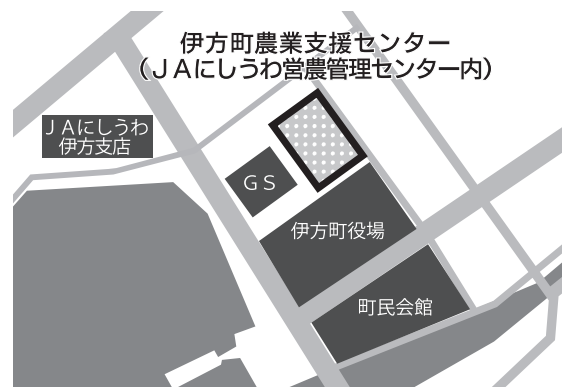 伊方町農業支援センター
(ＪＡにしうわ営農管理センター内)
ＪＡにしうわ
伊方支店
ＧＳ
伊方町役場
町民会館